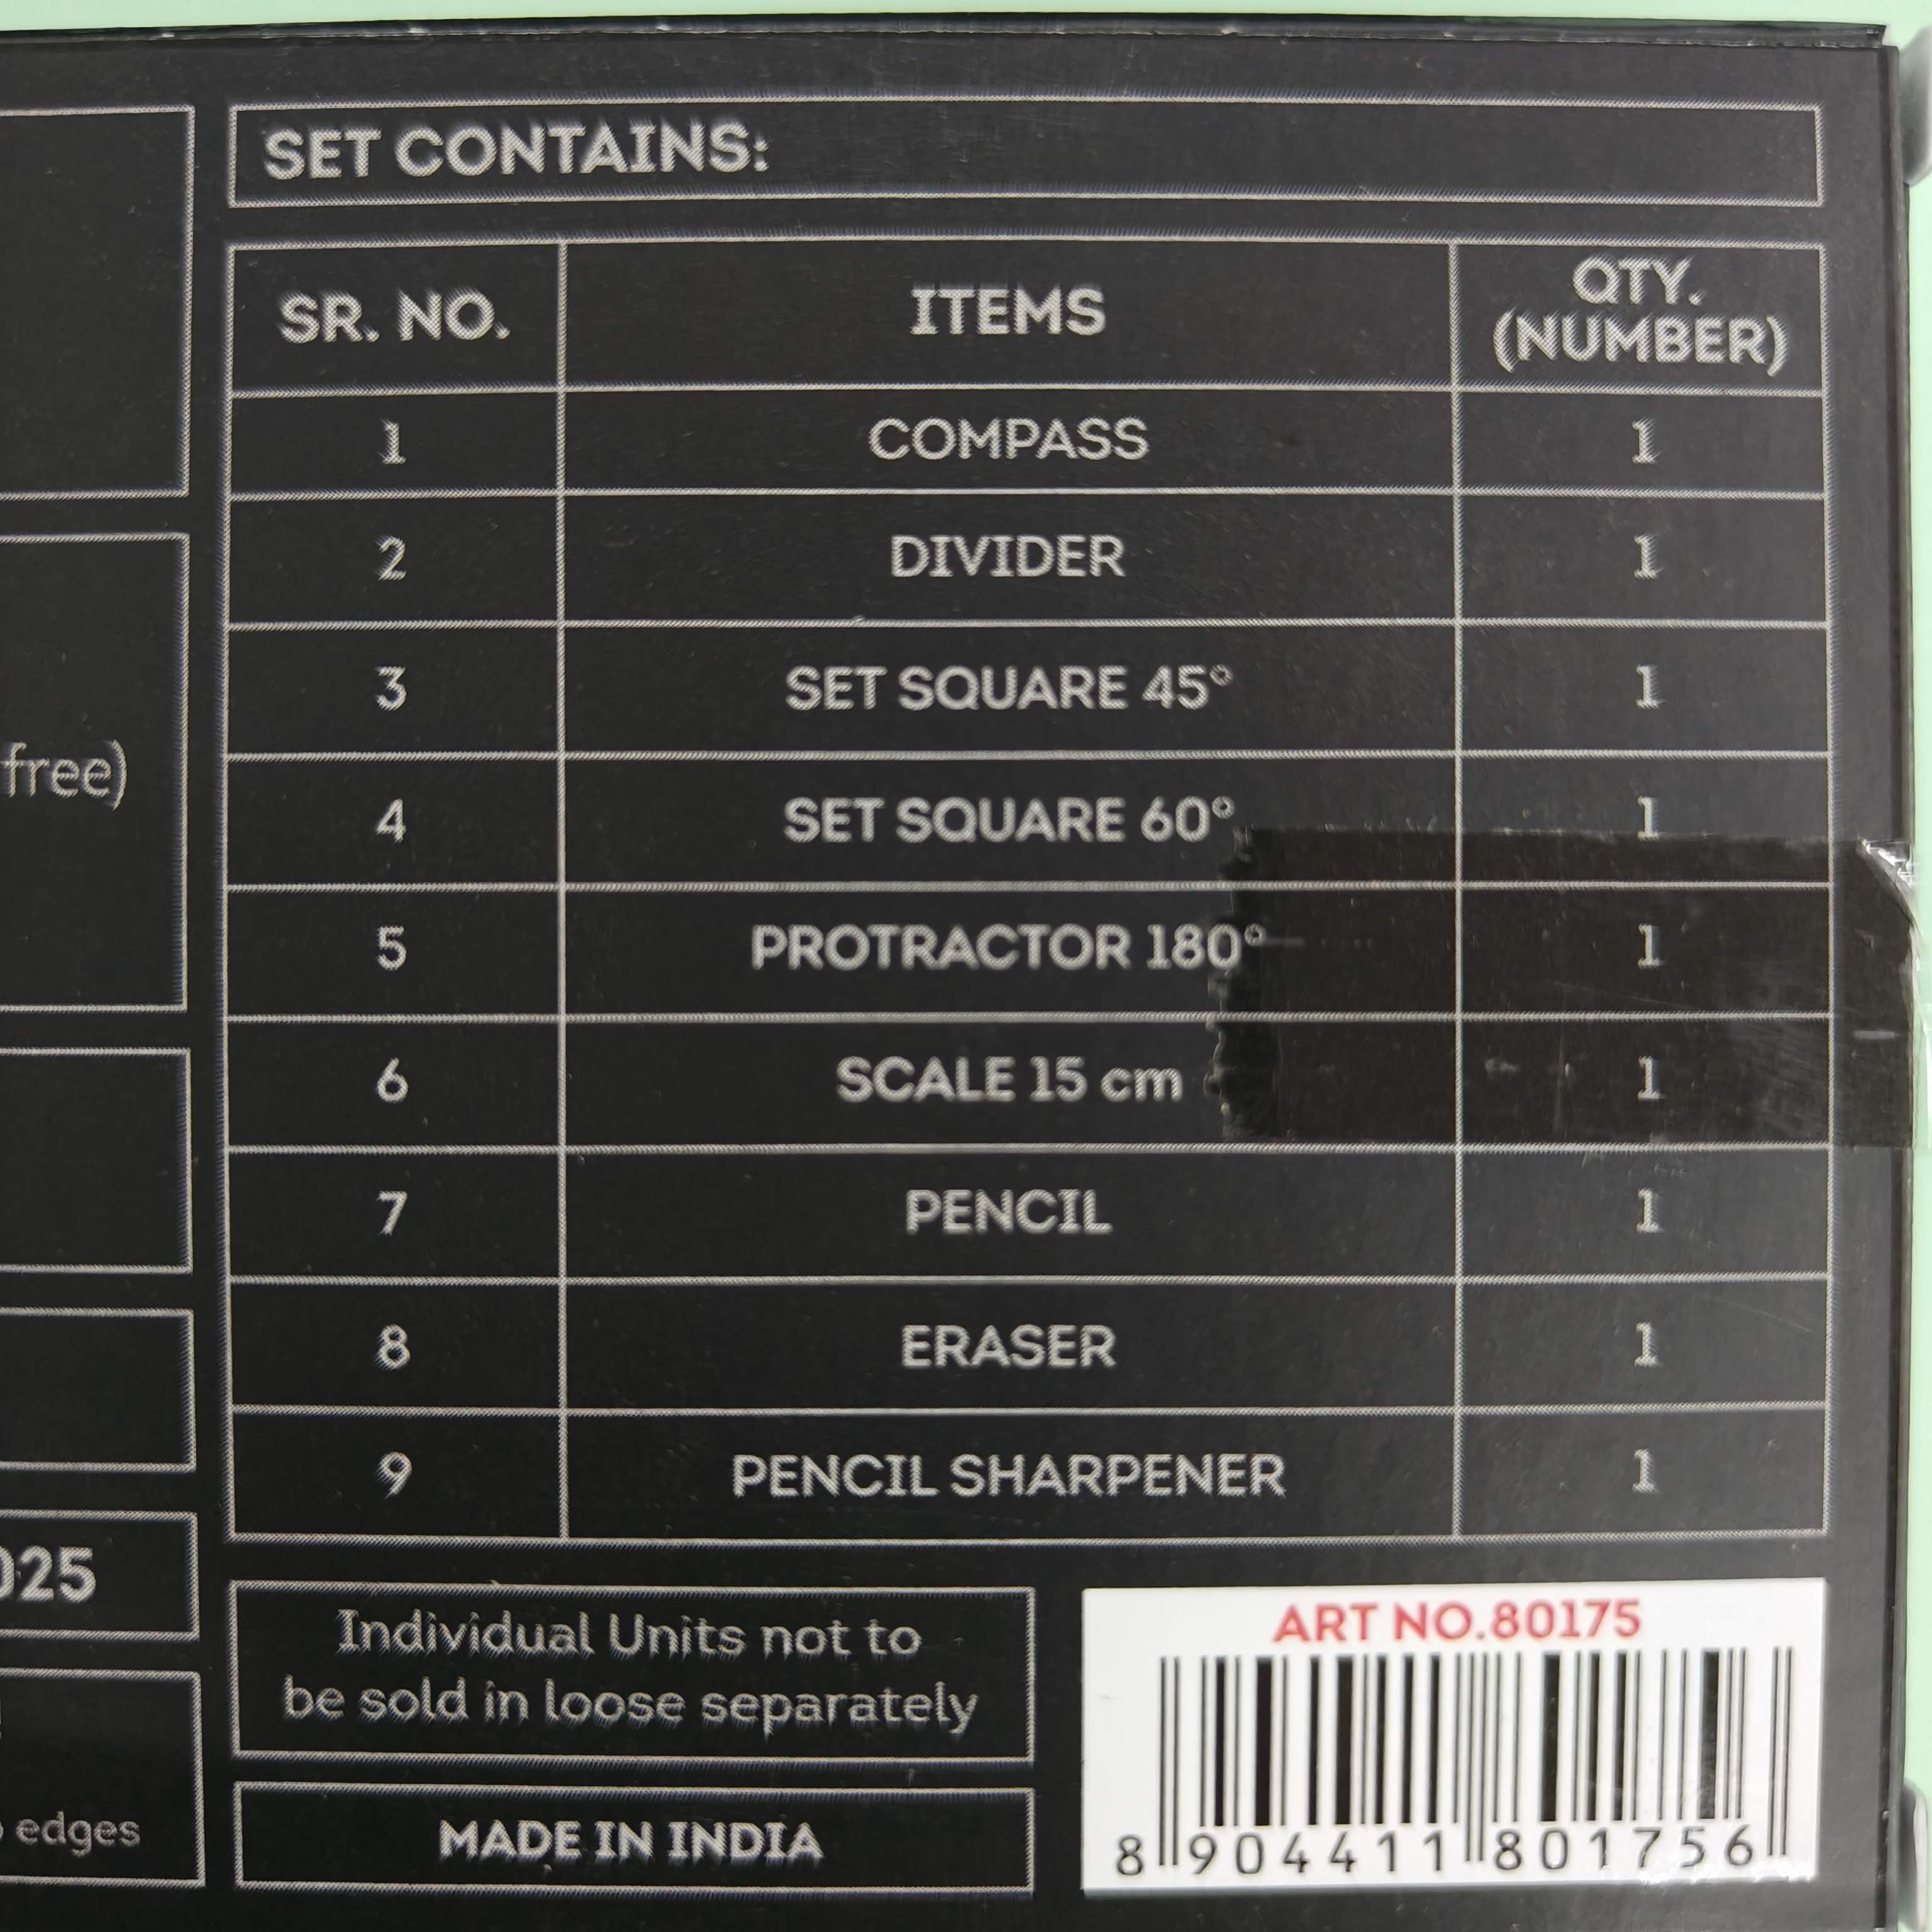 free)
025
edges
SET CONTAINS:
SR. NO. ITEMS QTY. (NUMBER)
1 COMPASS 1
2 DIVIDER 1
3 SET SQUARE 45° 1
4 SET SQUARE 60° 1
5 PROTRACTOR 180° 1
6 SCALE 15 cm 1
7 PENCIL 1
8 ERASER 1
9 PENCIL SHARPENER 1
Individual Units not to
be sold in loose separately
MADE IN INDIA
ART NO.80175
8 904411 801756